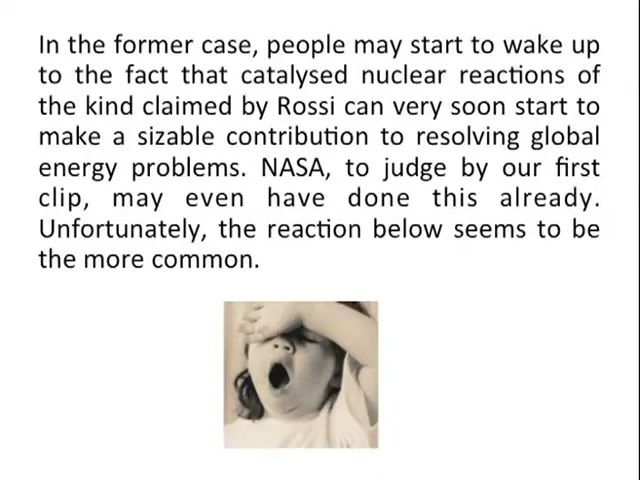 In the former case, people may start to wake up
to the fact that catalysed nuclear reactions of
the kind claimed by Rossi can very soon start to
make a sizable contribution to resolving global
energy problems. NASA, to judge by our first
clip, may even have done this already.
Unfortunately, the reaction below seems to be
the more common.